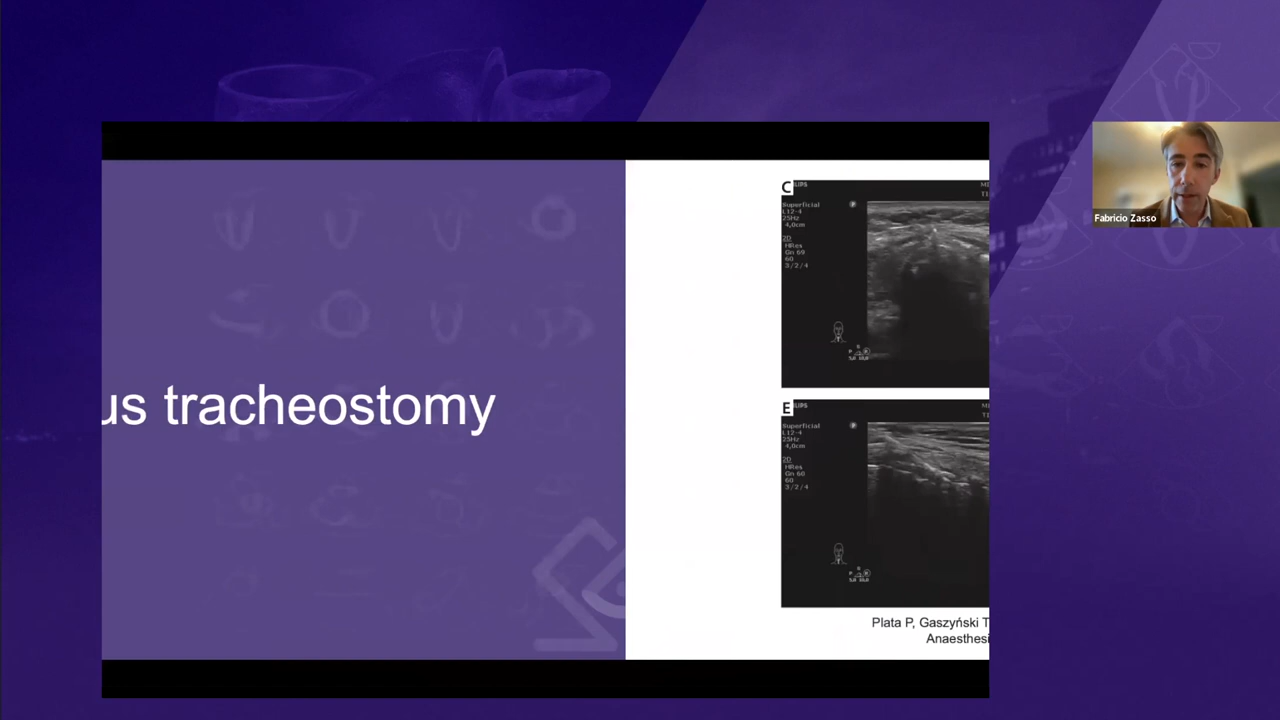 us tracheostomy
C
Superficial
L12-4
25Hz
4,0cm
2D
HRes
Gn 69
60
3/2/4
E
Superficial
L12-4
25Hz
4,0cm
2D
HRes
Gn 60
60
3/2/4
Plata P, Gaszyński T
Anaesthesi
Fabricio Zasso